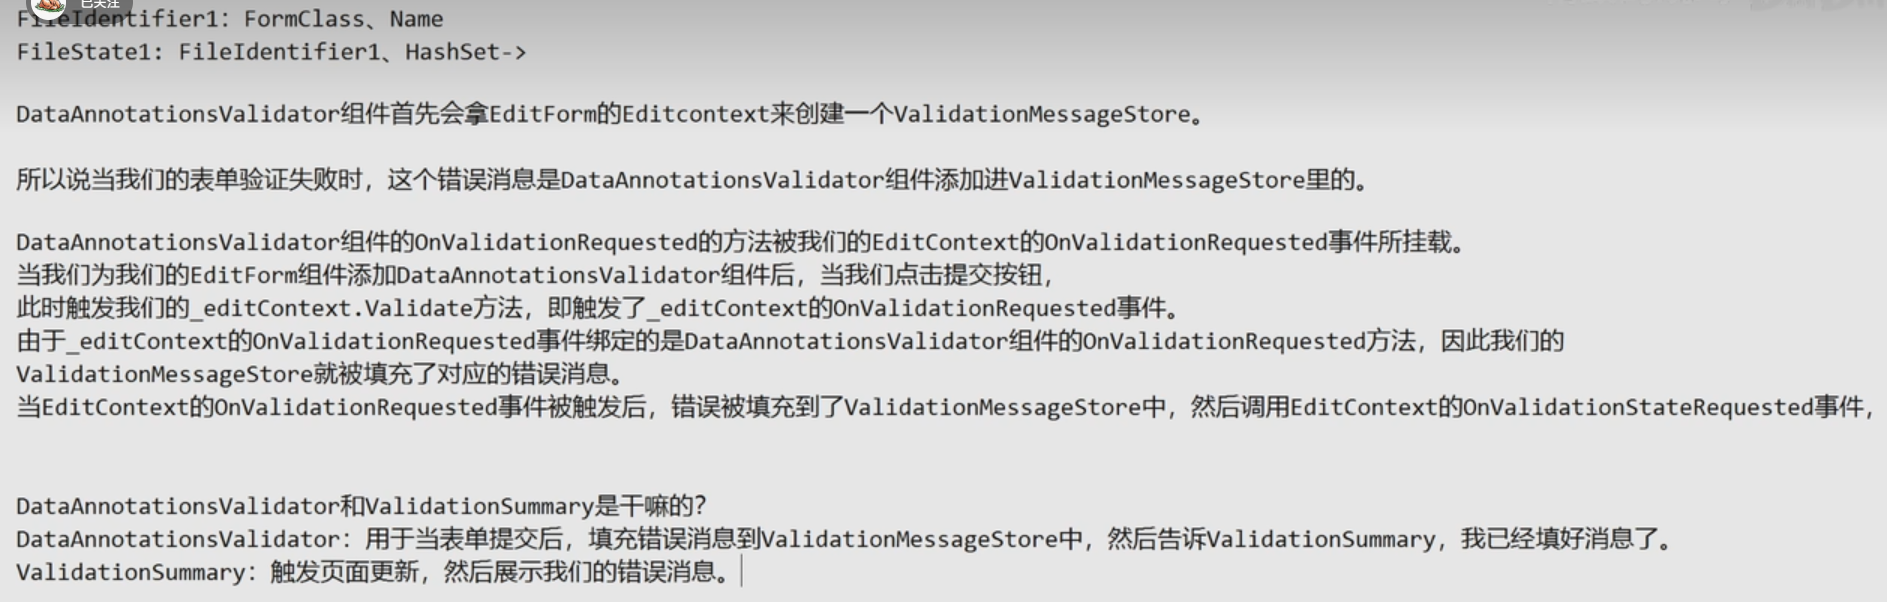 已关注
FileIdentifier1: FormClass、Name
FileState1: FileIdentifier1、HashSet->
DataAnnotationsValidator组件首先会拿EditForm的Editcontext来创建一个ValidationMessageStore。
所以说当我们的表单验证失败时，这个错误消息是DataAnnotationsValidator组件添加进ValidationMessageStore里的。
DataAnnotationsValidator组件的OnValidationRequested的方法被我们的EditContext的OnValidationRequested事件所挂载。
当我们为我们的EditForm组件添加DataAnnotationsValidator组件后，当我们点击提交按钮，
此时触发我们的_editContext.Validate方法，即触发了_editContext的OnValidationRequested事件。
由于_editContext的OnValidationRequested事件绑定的是DataAnnotationsValidator组件的OnValidationRequested方法，因此我们的
ValidationMessageStore就被填充了对应的错误消息。
当EditContext的OnValidationRequested事件被触发后，错误被填充到了ValidationMessageStore中，然后调用EditContext的OnValidationStateRequested事件，
DataAnnotationsValidator和ValidationSummary是干嘛的？
DataAnnotationsValidator：用于当表单提交后，填充错误消息到ValidationMessageStore中，然后告诉ValidationSummary，我已经填好消息了。
ValidationSummary：触发页面更新，然后展示我们的错误消息。